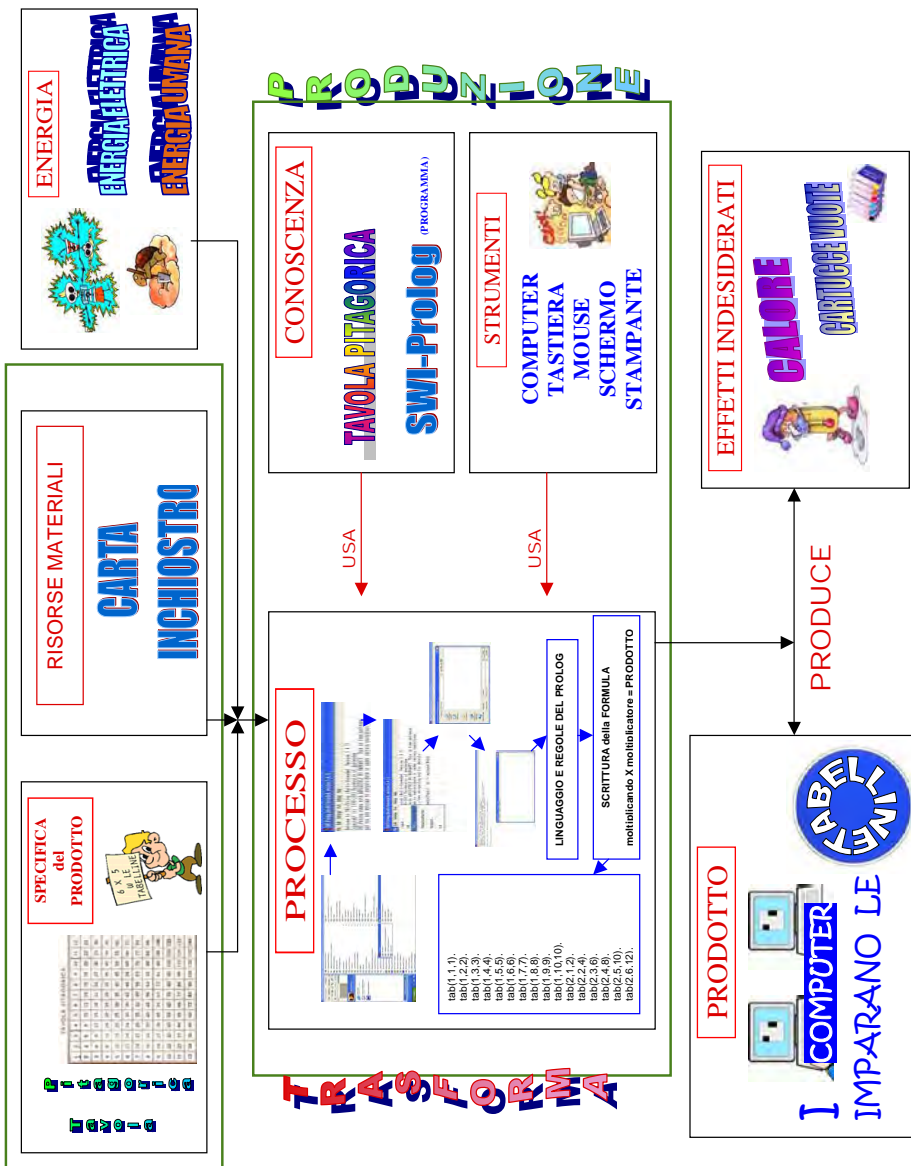 Tavola
Pitagorica
TAVOLA PITAGORICA
SPECIFICA
del
PRODOTTO
6 X 5
W LE
TABELLINE
RISORSE MATERIALI
CARTA
INCHIOSTRO
ENERGIA
ENERGIA ELETTRICA
ENERGIA UMANA
TRASFORMA
PROCESSO
tab(1,1,1).
tab(1,2,2).
tab(1,3,3).
tab(1,4,4).
tab(1,5,5).
tab(1,6,6).
tab(1,7,7).
tab(1,8,8).
tab(1,9,9).
tab(1,10,10).
tab(2,1,2).
tab(2,2,4).
tab(2,3,6).
tab(2,4,8).
tab(2,5,10).
tab(2,6,12).
LINGUAGGIO E REGOLE DEL PROLOG
SCRITTURA della FORMULA
moltiplicando X moltiplicatore = PRODOTTO
USA
USA
CONOSCENZA
TAVOLA PITAGORICA
SWI-Prolog (PROGRAMMA)
STRUMENTI
COMPUTER
TASTIERA
MOUSE
SCHERMO
STAMPANTE
PRODUZIONE
PRODUCE
PRODOTTO
I COMPUTER
IMPARANO LE
TABELLINE
EFFETTI INDESIDERATI
CALORE
CARTUCCE VUOTE